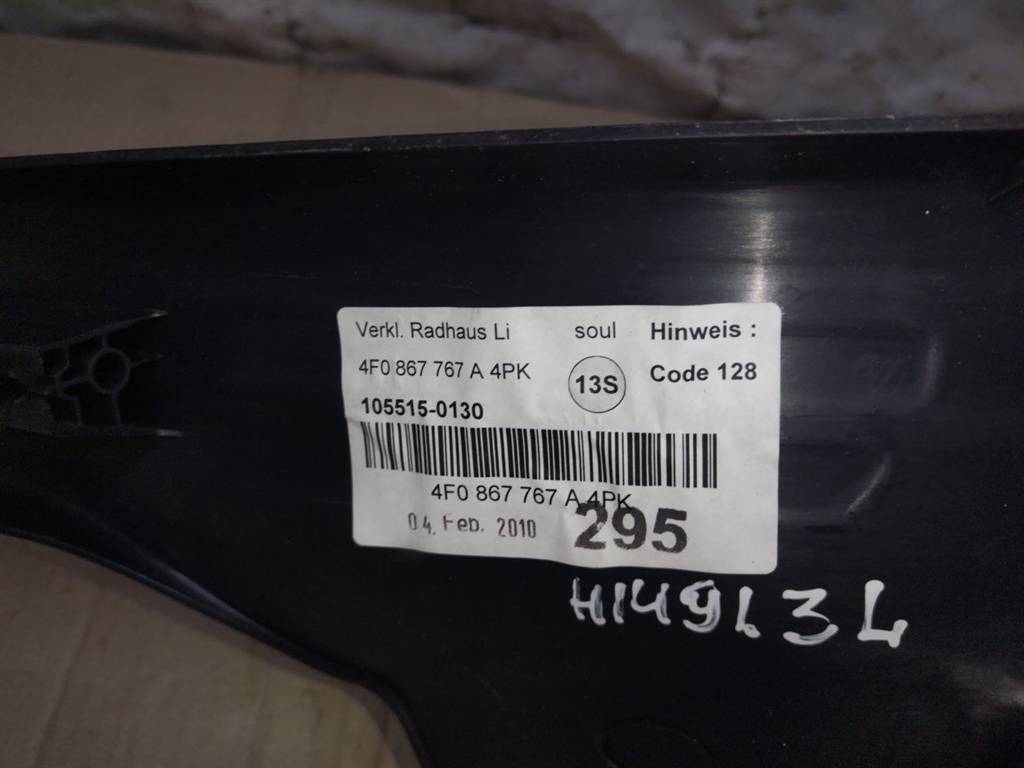 Verkl. Radhaus Li soul Hinweis :
4F0 867 767 A 4PK 13S Code 128
105515-0130
4F0 867 767 A 4PK
04. Feb. 2010 295
H149L3L